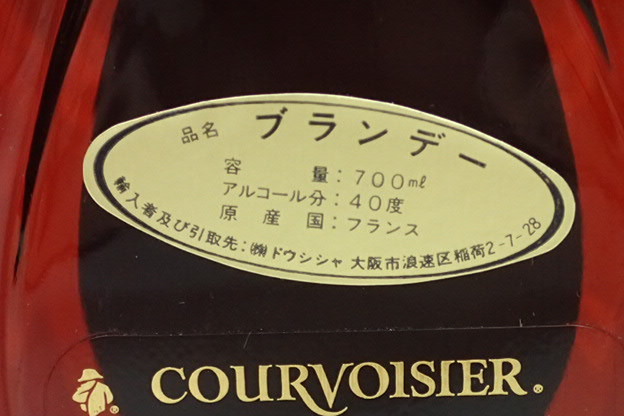 品名 ブランデー
容量:700ml
アルコール分:40度
原産国:フランス
輸入者及び引取先:㈱ドウシシャ 大阪市浪速区稲荷2-7-28
COURVOISIER®
®